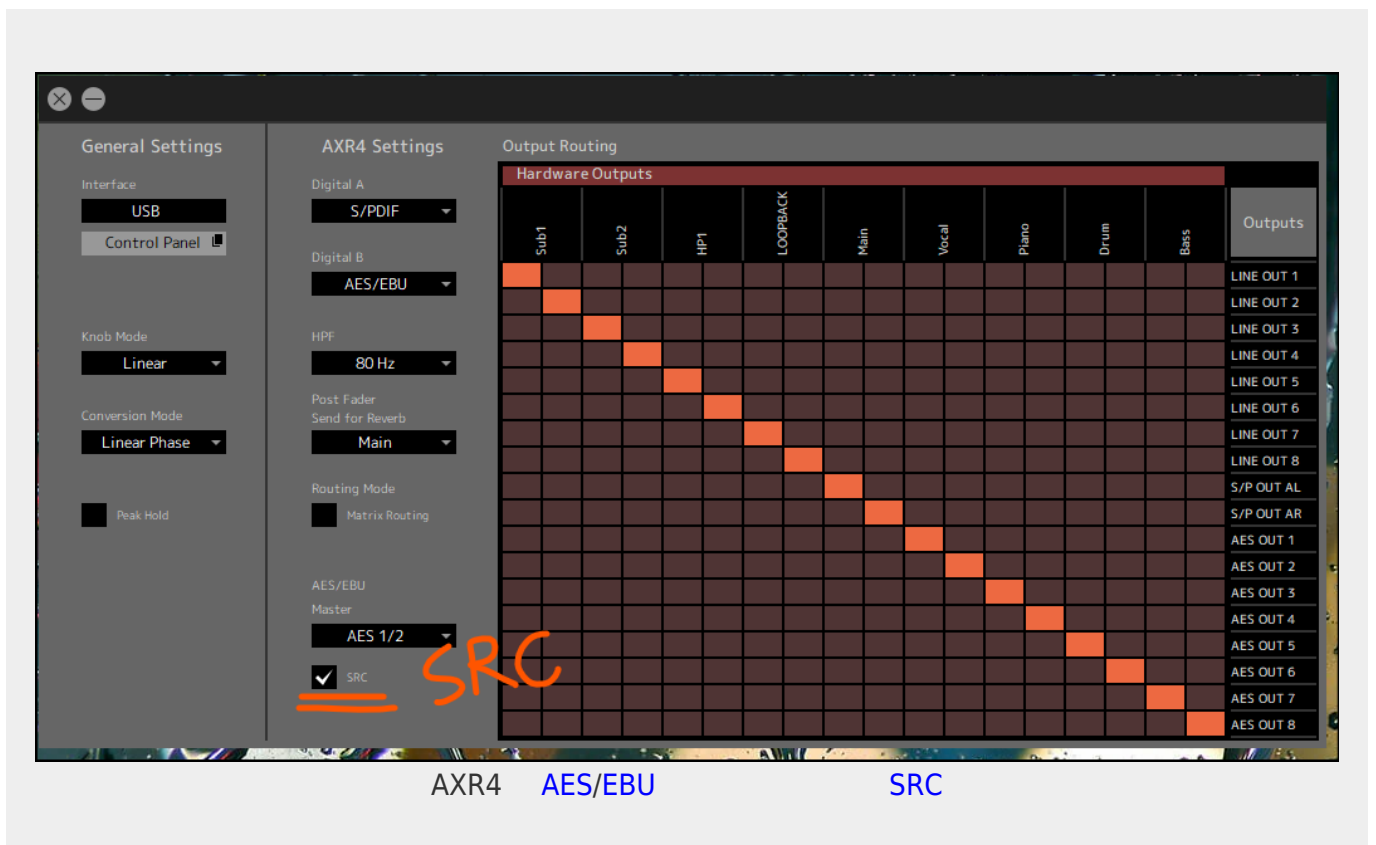 General Settings
Interface
USB
Control Panel
Knob Mode
Linear
Conversion Mode
Linear Phase
Peak Hold
AXR4 Settings
Digital A
S/PDIF
Digital B
AES/EBU
HPF
80 Hz
Post Fader
Send for Reverb
Main
Routing Mode
Matrix Routing
AES/EBU
Master
AES 1/2
SRC
SRC
Output Routing
Hardware Outputs
Sub1
Sub2
HP1
LOOPBACK
Main
Vocal
Piano
Drum
Bass
Outputs
LINE OUT 1
LINE OUT 2
LINE OUT 3
LINE OUT 4
LINE OUT 5
LINE OUT 6
LINE OUT 7
LINE OUT 8
S/P OUT AL
S/P OUT AR
AES OUT 1
AES OUT 2
AES OUT 3
AES OUT 4
AES OUT 5
AES OUT 6
AES OUT 7
AES OUT 8
AXR4 AES/EBU SRC